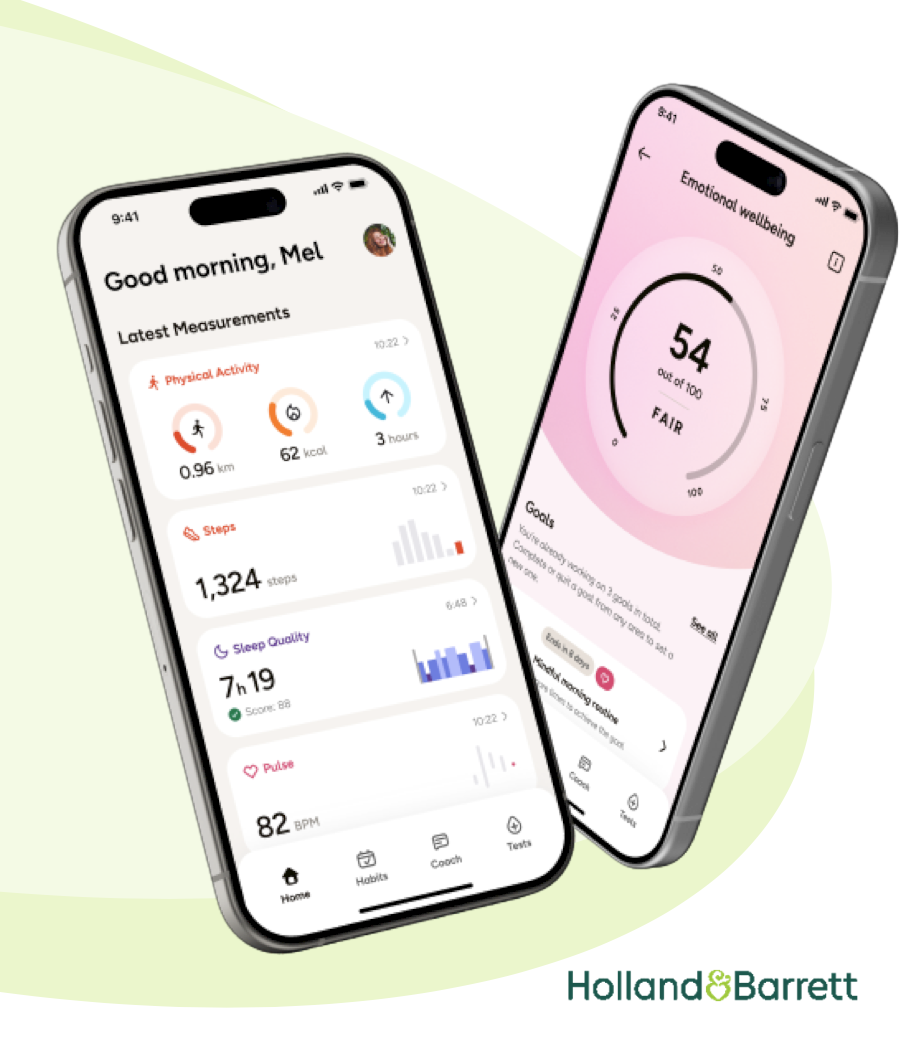 9:41
Good morning, Mel
Latest Measurements
Physical Activity
10:22
0.96 km
62 kcal
3 hours
Steps
10:22
1,324 steps
Sleep Quality
6:48
7h 19
Score: 88
Pulse
10:22
82 BPM
Home
Habits
Coach
Tests
9:41
Emotional wellbeing
0
25
50
75
100
54
out of 100
FAIR
Goals
You're already working on 3 goals in total.
Complete or quit a goal from any area to set a
new one.
See all
Ends in 6 days
Mindful morning routine
more times to achieve the goal.
Coach
Tests
Holland&Barrett